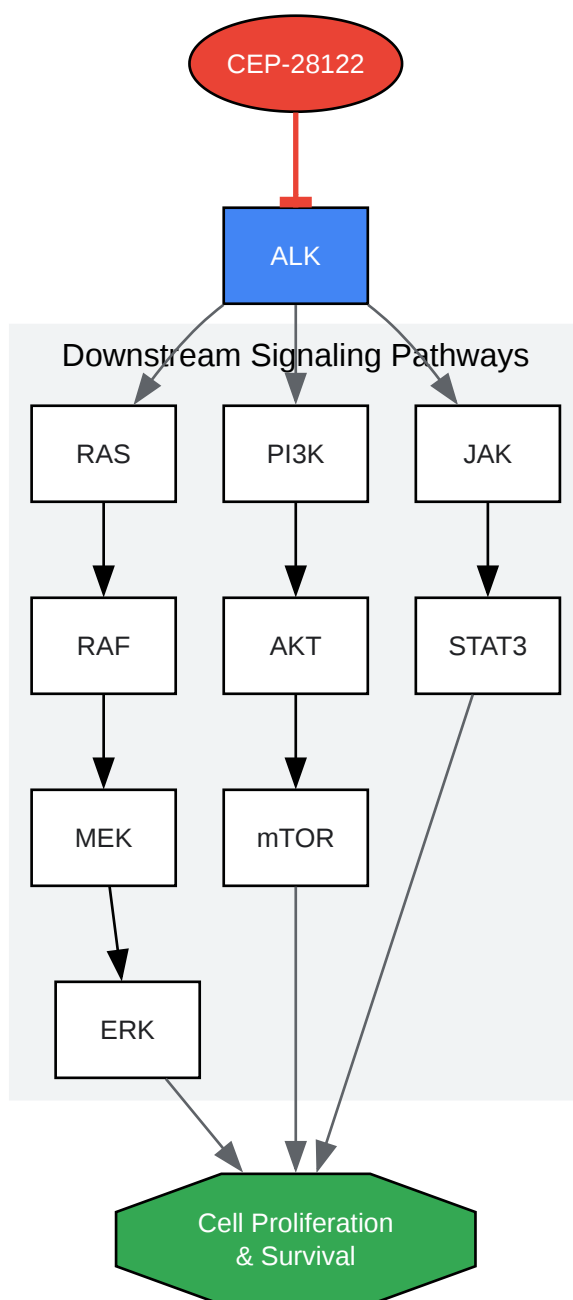 CEP-28122
ALK
Downstream Signaling Pathways
RAS
PI3K
JAK
RAF
AKT
STAT3
MEK
mTOR
ERK
Cell Proliferation
& Survival